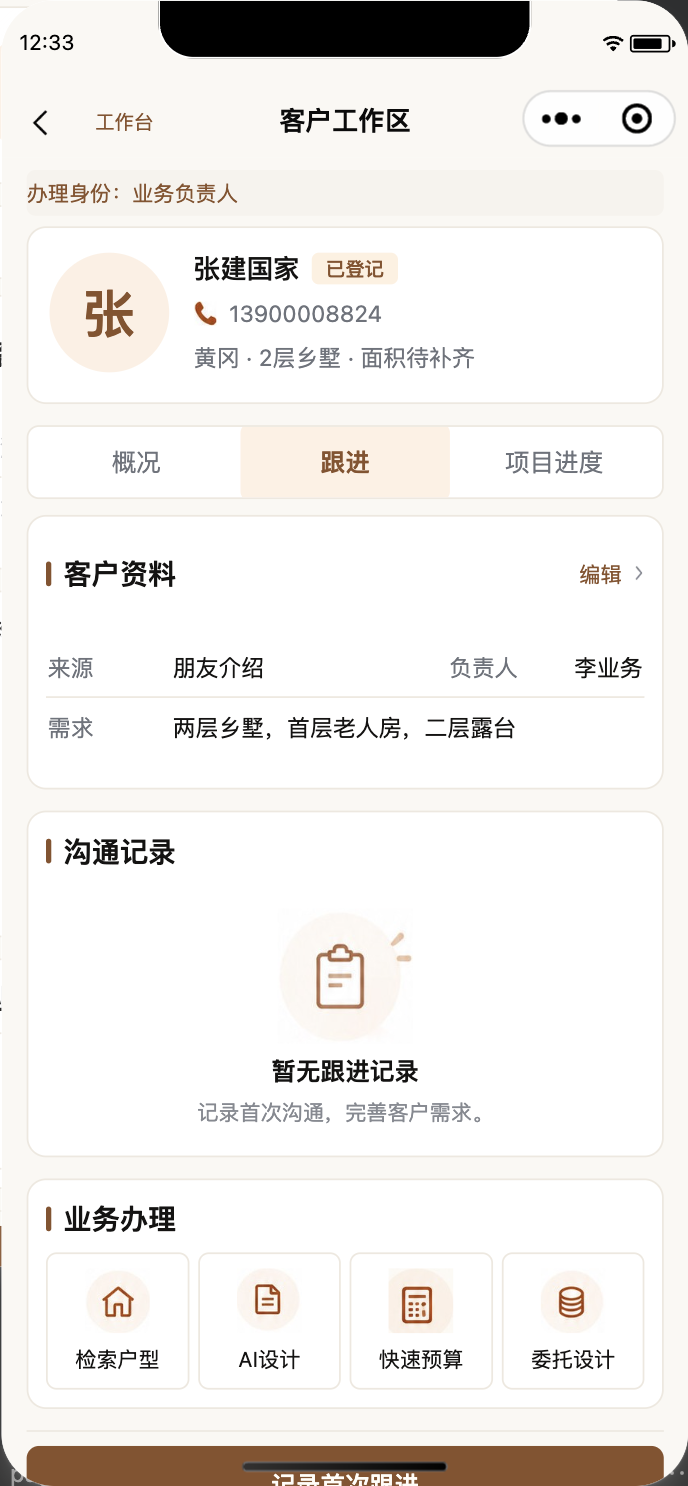 12:33
工作台 客户工作区
办理身份：业务负责人
张 张建国家 已登记
13900008824
黄冈 · 2层乡墅 · 面积待补齐
概况 跟进 项目进度
客户资料 编辑
来源 朋友介绍 负责人 李业务
需求 两层乡墅，首层老人房，二层露台
沟通记录
暂无跟进记录
记录首次沟通，完善客户需求。
业务办理
检索户型 AI设计 快速预算 委托设计
记录首次跟进